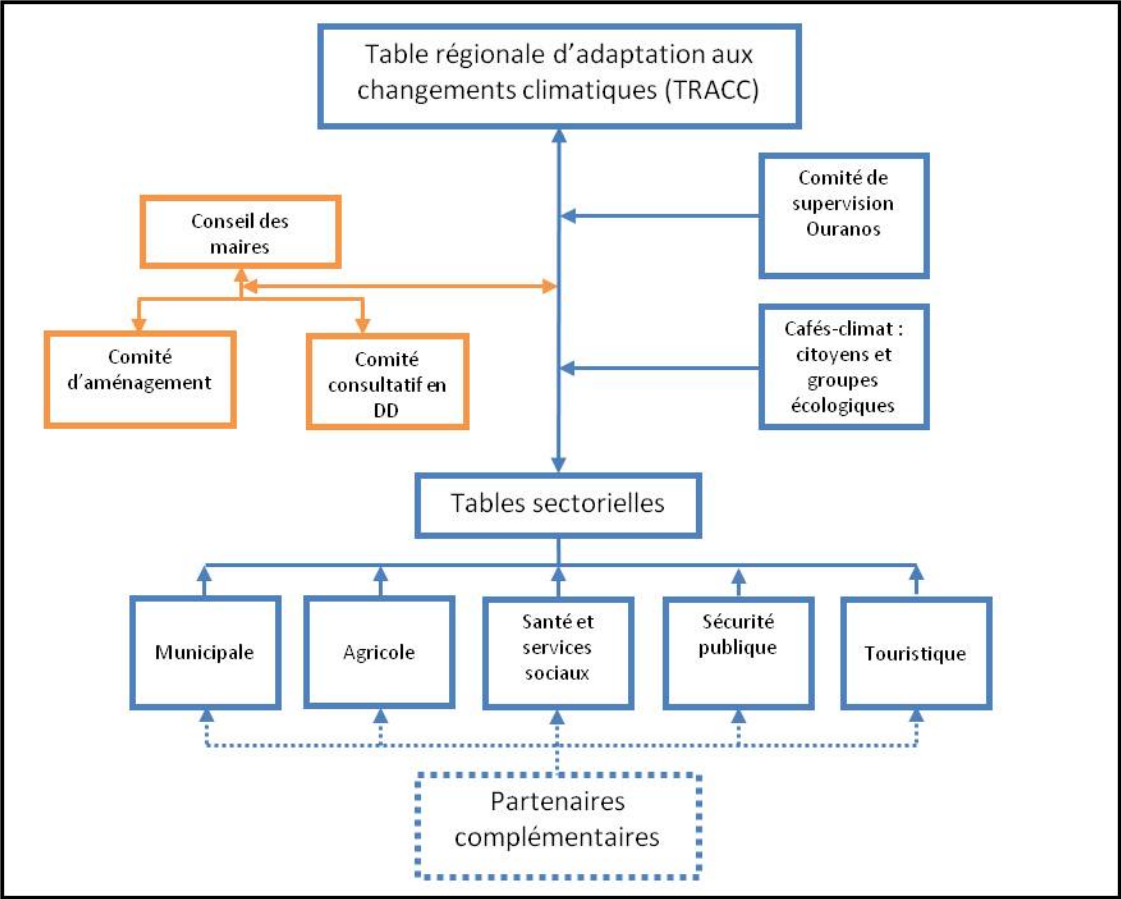 Table régionale d’adaptation aux
changements climatiques (TRACC)
Comité de
supervision
Ouranos
Conseil des
maires
Comité
d’aménagement
Comité
consultatif en
DD
Cafés-climat :
citoyens et
groupes
écologiques
Tables sectorielles
Municipale
Agricole
Santé et
services
sociaux
Sécurité
publique
Touristique
Partenaires
complémentaires